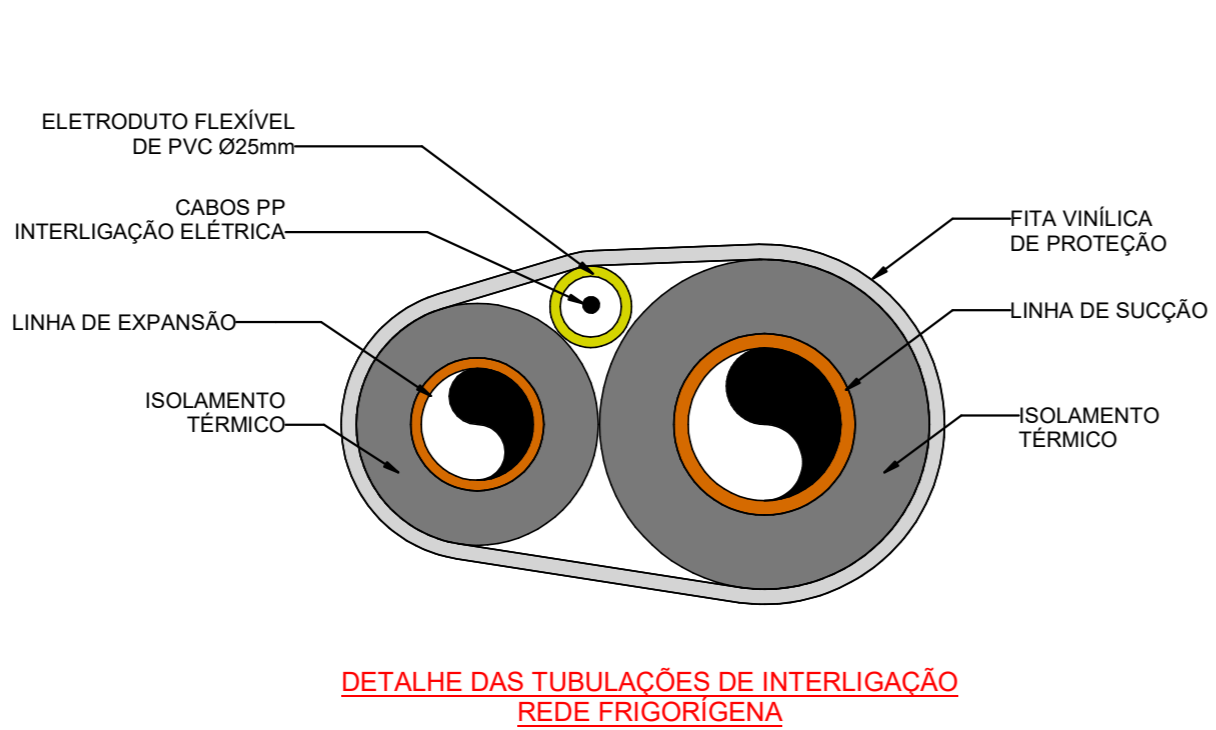 ELETRODUTO FLEXÍVEL
DE PVC Ø25mm
CABOS PP
INTERLIGAÇÃO ELÉTRICA
LINHA DE EXPANSÃO
ISOLAMENTO
TÉRMICO
FITA VINÍLICA
DE PROTEÇÃO
LINHA DE SUCÇÃO
ISOLAMENTO
TÉRMICO
DETALHE DAS TUBULAÇÕES DE INTERLIGAÇÃO
REDE FRIGORÍGENA